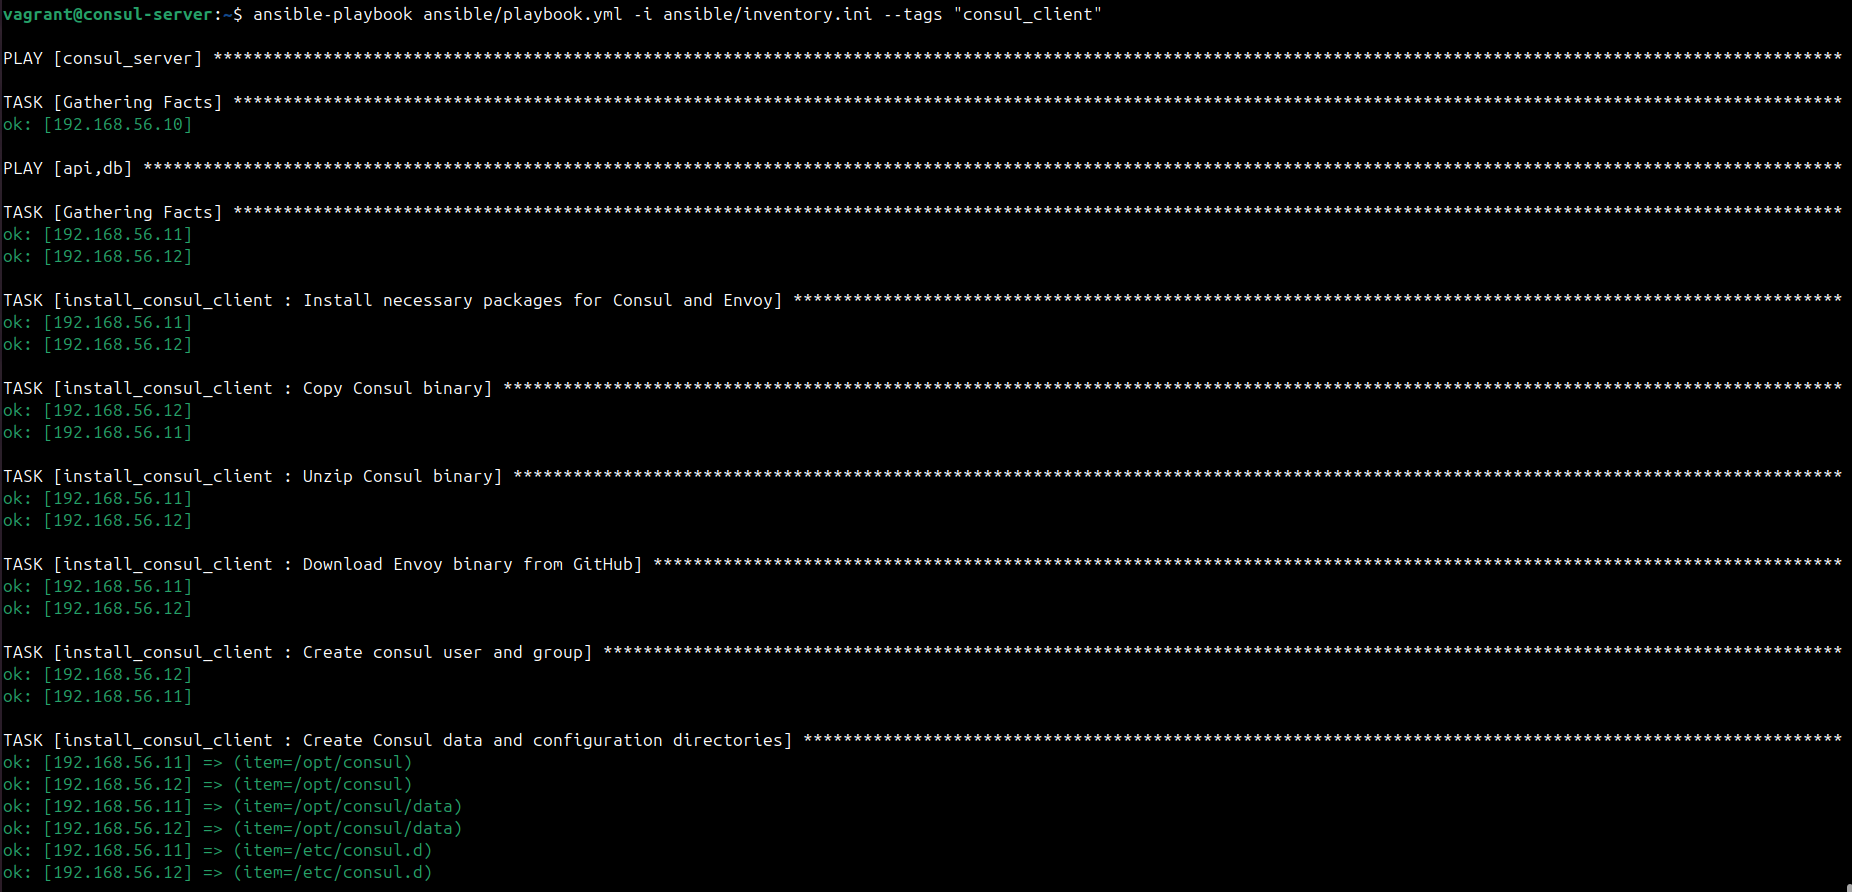 vagrant@consul-server:~$ ansible-playbook ansible/playbook.yml -i ansible/inventory.ini --tags "consul_client"
PLAY [consul_server] *******************************************************************************************************************************************************************
TASK [Gathering Facts] *****************************************************************************************************************************************************************
ok: [192.168.56.10]
PLAY [api,db] **************************************************************************************************************************************************************************
TASK [Gathering Facts] *****************************************************************************************************************************************************************
ok: [192.168.56.11]
ok: [192.168.56.12]
TASK [install_consul_client : Install necessary packages for Consul and Envoy] *********************************************************************************************************
ok: [192.168.56.11]
ok: [192.168.56.12]
TASK [install_consul_client : Copy Consul binary] **************************************************************************************************************************************
ok: [192.168.56.12]
ok: [192.168.56.11]
TASK [install_consul_client : Unzip Consul binary] *************************************************************************************************************************************
ok: [192.168.56.11]
ok: [192.168.56.12]
TASK [install_consul_client : Download Envoy binary from GitHub] ***********************************************************************************************************************
ok: [192.168.56.11]
ok: [192.168.56.12]
TASK [install_consul_client : Create consul user and group] ****************************************************************************************************************************
ok: [192.168.56.12]
ok: [192.168.56.11]
TASK [install_consul_client : Create Consul data and configuration directories] ********************************************************************************************************
ok: [192.168.56.11] => (item=/opt/consul)
ok: [192.168.56.12] => (item=/opt/consul)
ok: [192.168.56.11] => (item=/opt/consul/data)
ok: [192.168.56.12] => (item=/opt/consul/data)
ok: [192.168.56.11] => (item=/etc/consul.d)
ok: [192.168.56.12] => (item=/etc/consul.d)